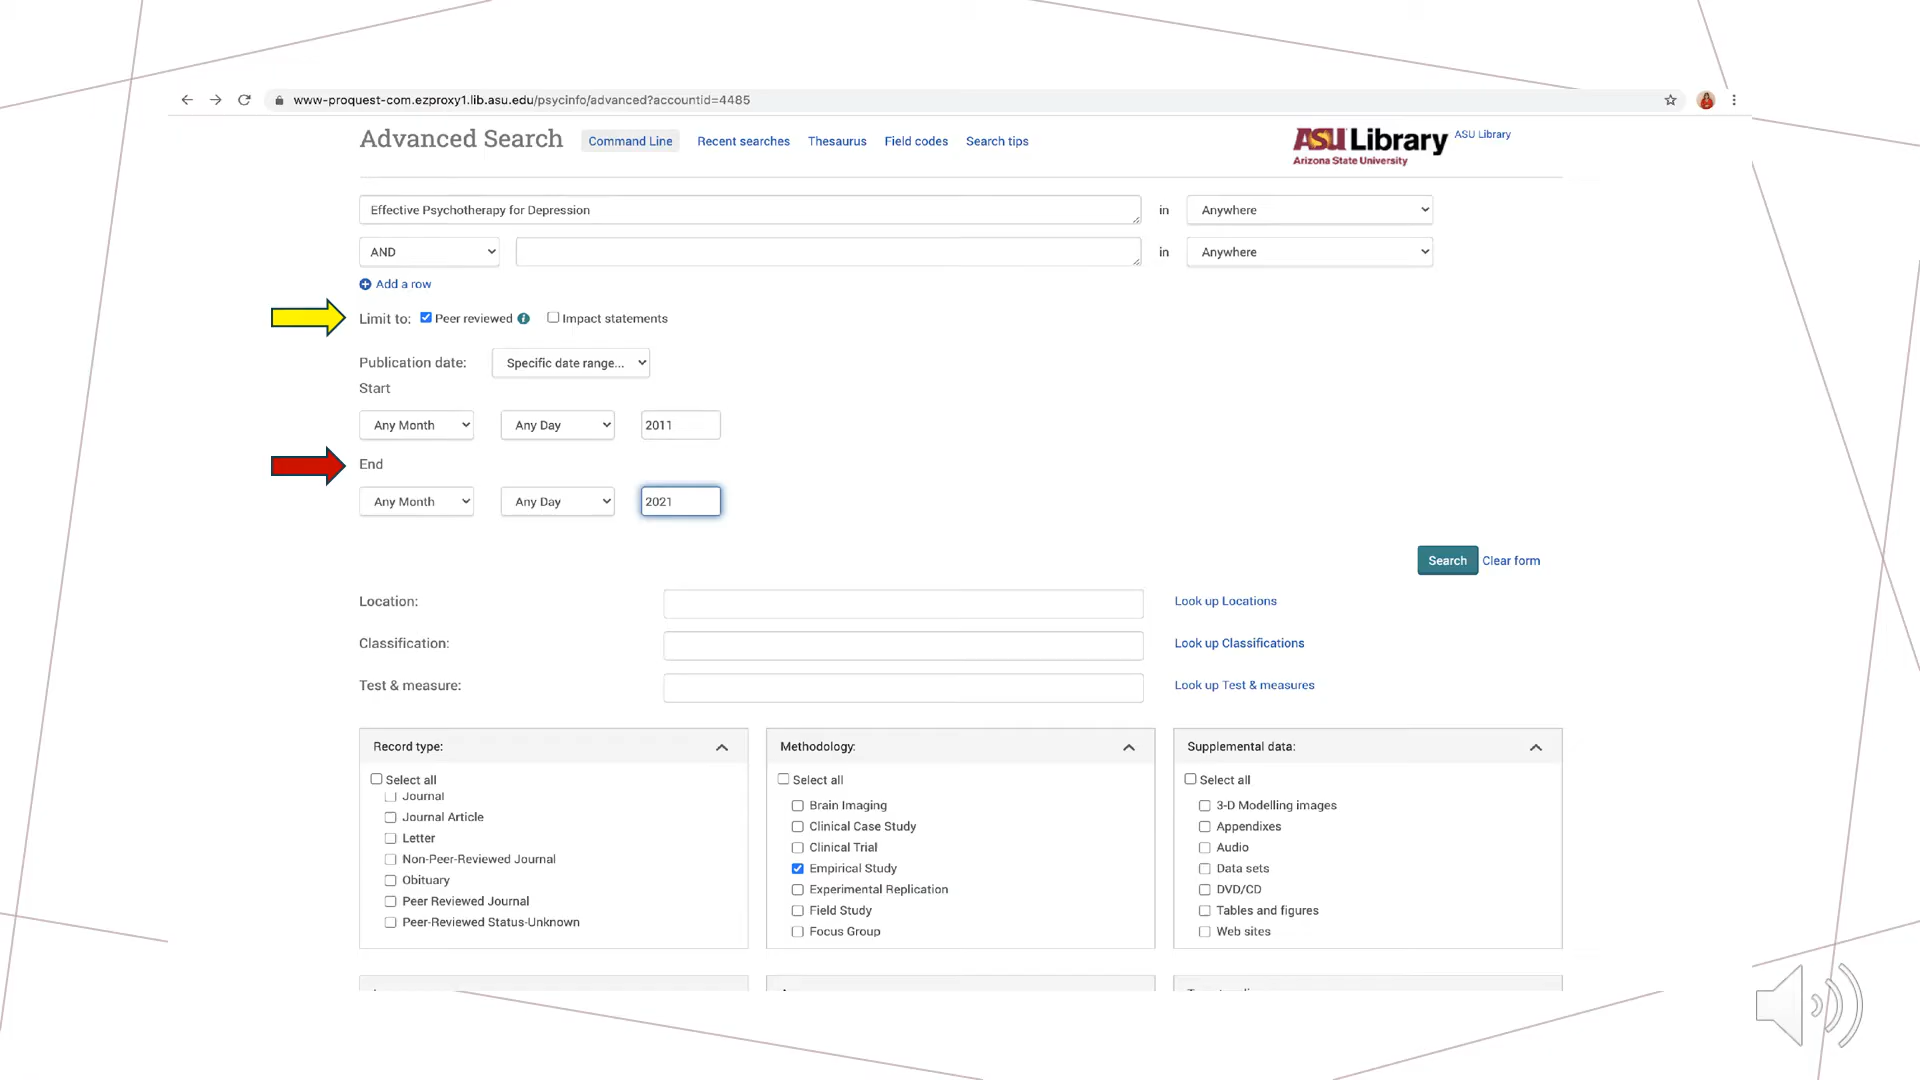 www-proquest-com.ezproxy1.lib.asu.edu/psycinfo/advanced?accountid=4485
Advanced Search Command Line Recent searches Thesaurus Field codes Search tips
ASU Library ASU Library
Arizona State University
Effective Psychotherapy for Depression in Anywhere
AND in Anywhere
Add a row
Limit to: Peer reviewed i Impact statements
Publication date: Specific date range...
Start
Any Month Any Day 2011
End
Any Month Any Day 2021
Search Clear form
Location: Look up Locations
Classification: Look up Classifications
Test & measure: Look up Test & measures
Record type: Methodology: Supplemental data:
Select all Select all Select all
Journal Brain Imaging 3-D Modelling images
Journal Article Clinical Case Study Appendixes
Letter Clinical Trial Audio
Non-Peer-Reviewed Journal Empirical Study Data sets
Obituary Experimental Replication DVD/CD
Peer Reviewed Journal Field Study Tables and figures
Peer-Reviewed Status-Unknown Focus Group Web sites